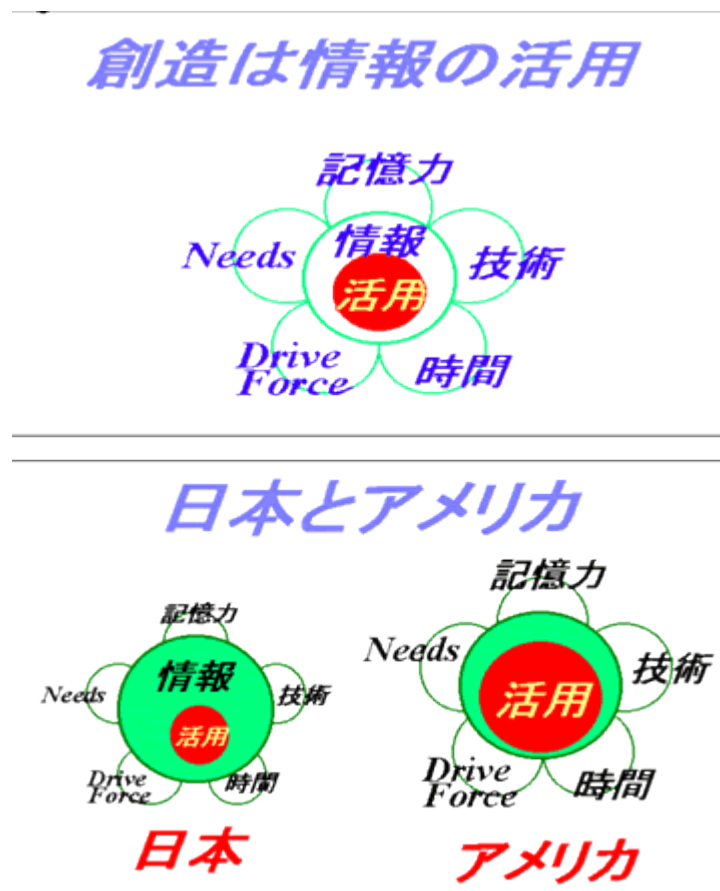 創造は情報の活用
記憶力
Needs
情報
技術
活用
Drive
Force
時間
日本とアメリカ
記憶力
Needs
情報
技術
活用
Drive
Force
時間
日本
記憶力
Needs
技術
活用
Drive
Force
時間
アメリカ